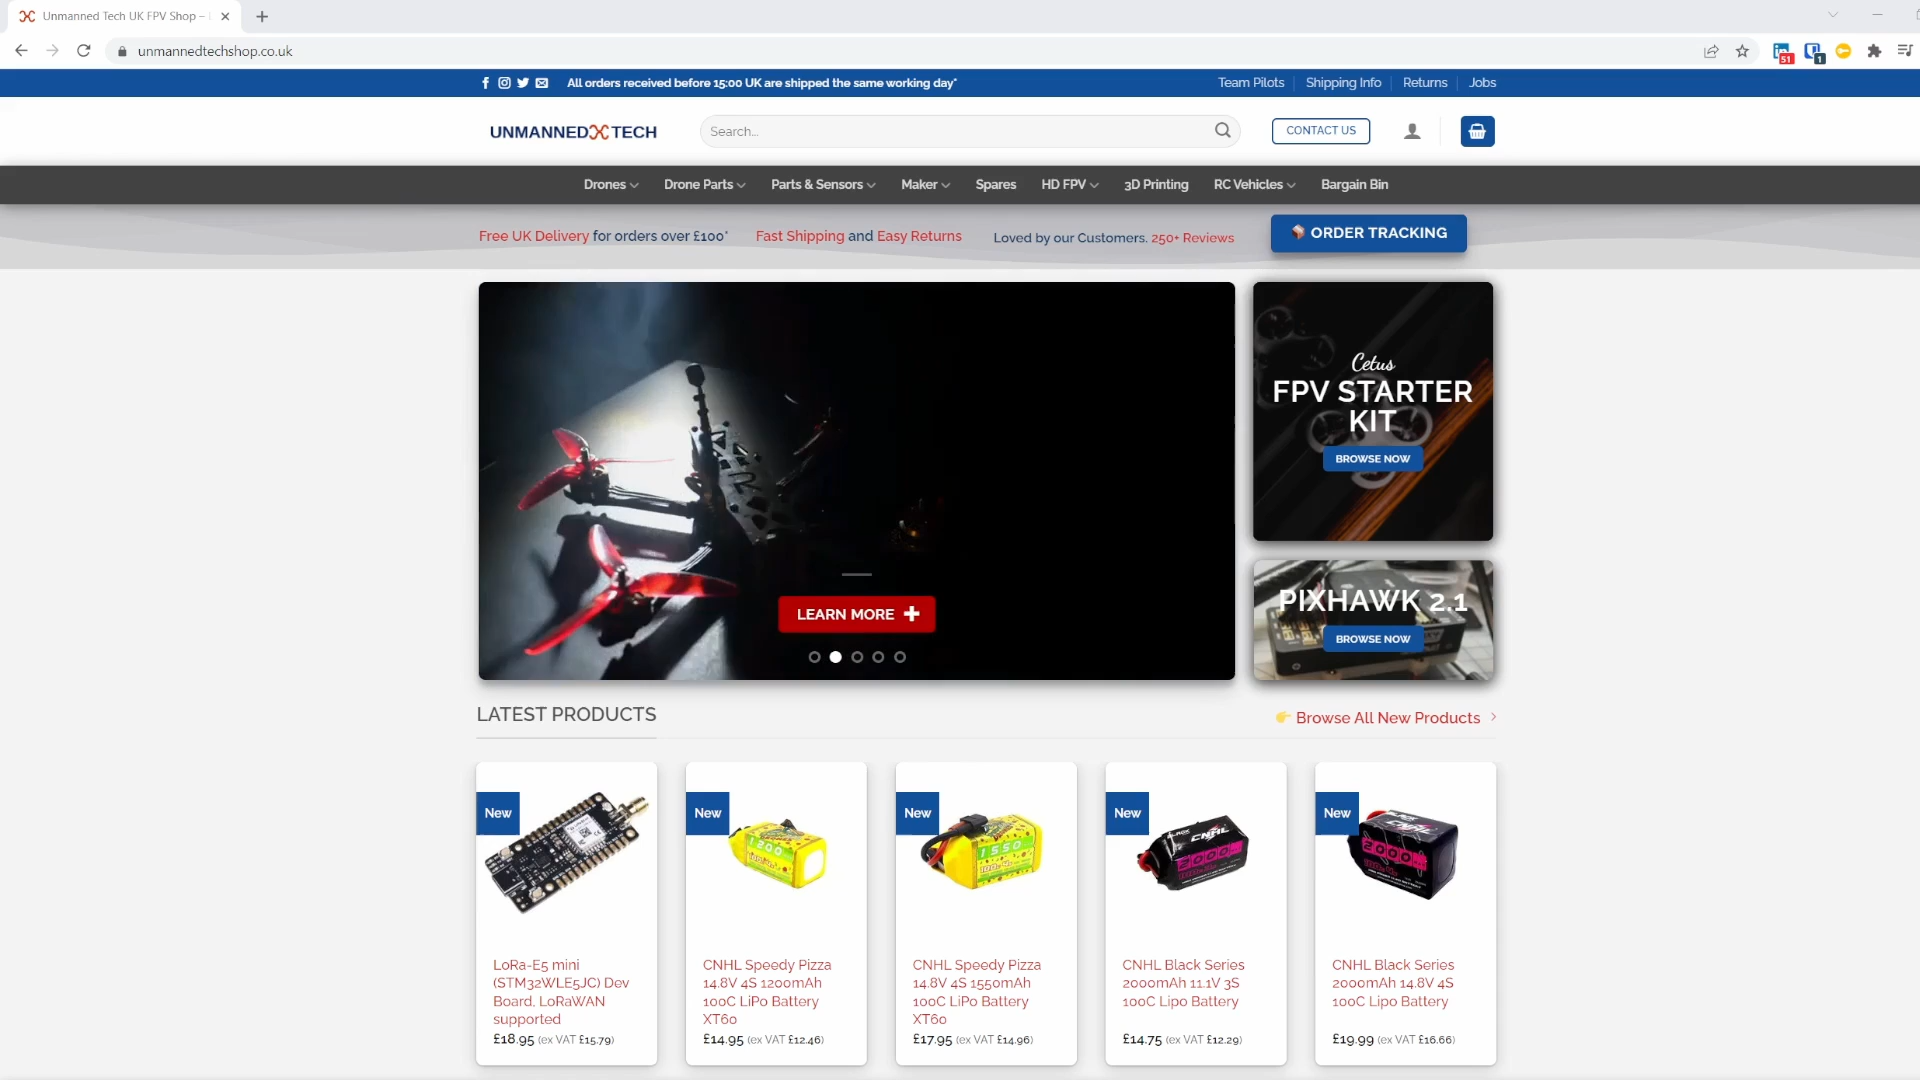 Unmanned Tech UK FPV Shop –
unmannedtechshop.co.uk
51
1
All orders received before 15:00 UK are shipped the same working day*
Team Pilots
Shipping Info
Returns
Jobs
UNMANNED TECH
Search...
CONTACT US
Drones
Drone Parts
Parts & Sensors
Maker
Spares
HD FPV
3D Printing
RC Vehicles
Bargain Bin
Free UK Delivery for orders over £100*
Fast Shipping and Easy Returns
Loved by our Customers. 250+ Reviews
ORDER TRACKING
Cetus
FPV STARTER
KIT
BROWSE NOW
LEARN MORE
PIXHAWK 2.1
BROWSE NOW
LATEST PRODUCTS
Browse All New Products
New
New
1200
New
1550
New
CNHL
2000
New
CNHL
2000
LoRa-E5 mini
(STM32WLE5JC) Dev
Board, LoRaWAN
supported
£18.95 (ex VAT £15.79)
CNHL Speedy Pizza
14.8V 4S 1200mAh
100C LiPo Battery
XT60
£14.95 (ex VAT £12.46)
CNHL Speedy Pizza
14.8V 4S 1550mAh
100C LiPo Battery
XT60
£17.95 (ex VAT £14.96)
CNHL Black Series
2000mAh 11.1V 3S
100C Lipo Battery
£14.75 (ex VAT £12.29)
CNHL Black Series
2000mAh 14.8V 4S
100C Lipo Battery
£19.99 (ex VAT £16.66)